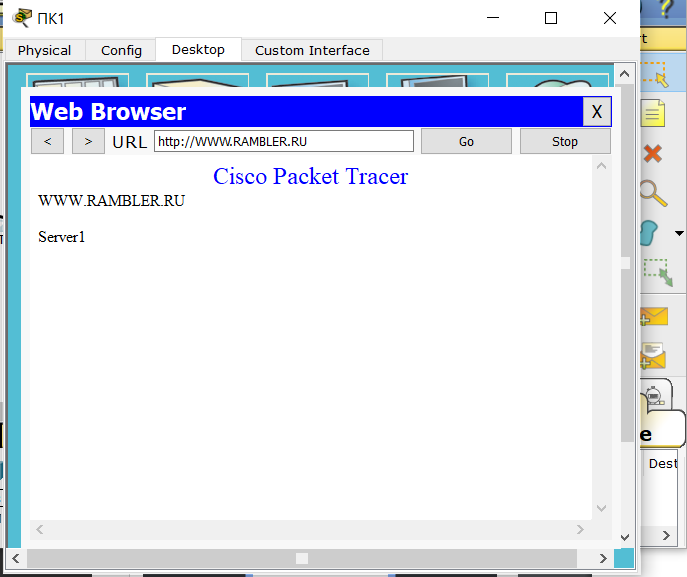 ПК1
Physical Config Desktop Custom Interface
Web Browser X
< > URL http://WWW.RAMBLER.RU Go Stop
Cisco Packet Tracer
WWW.RAMBLER.RU
Server1
Dest